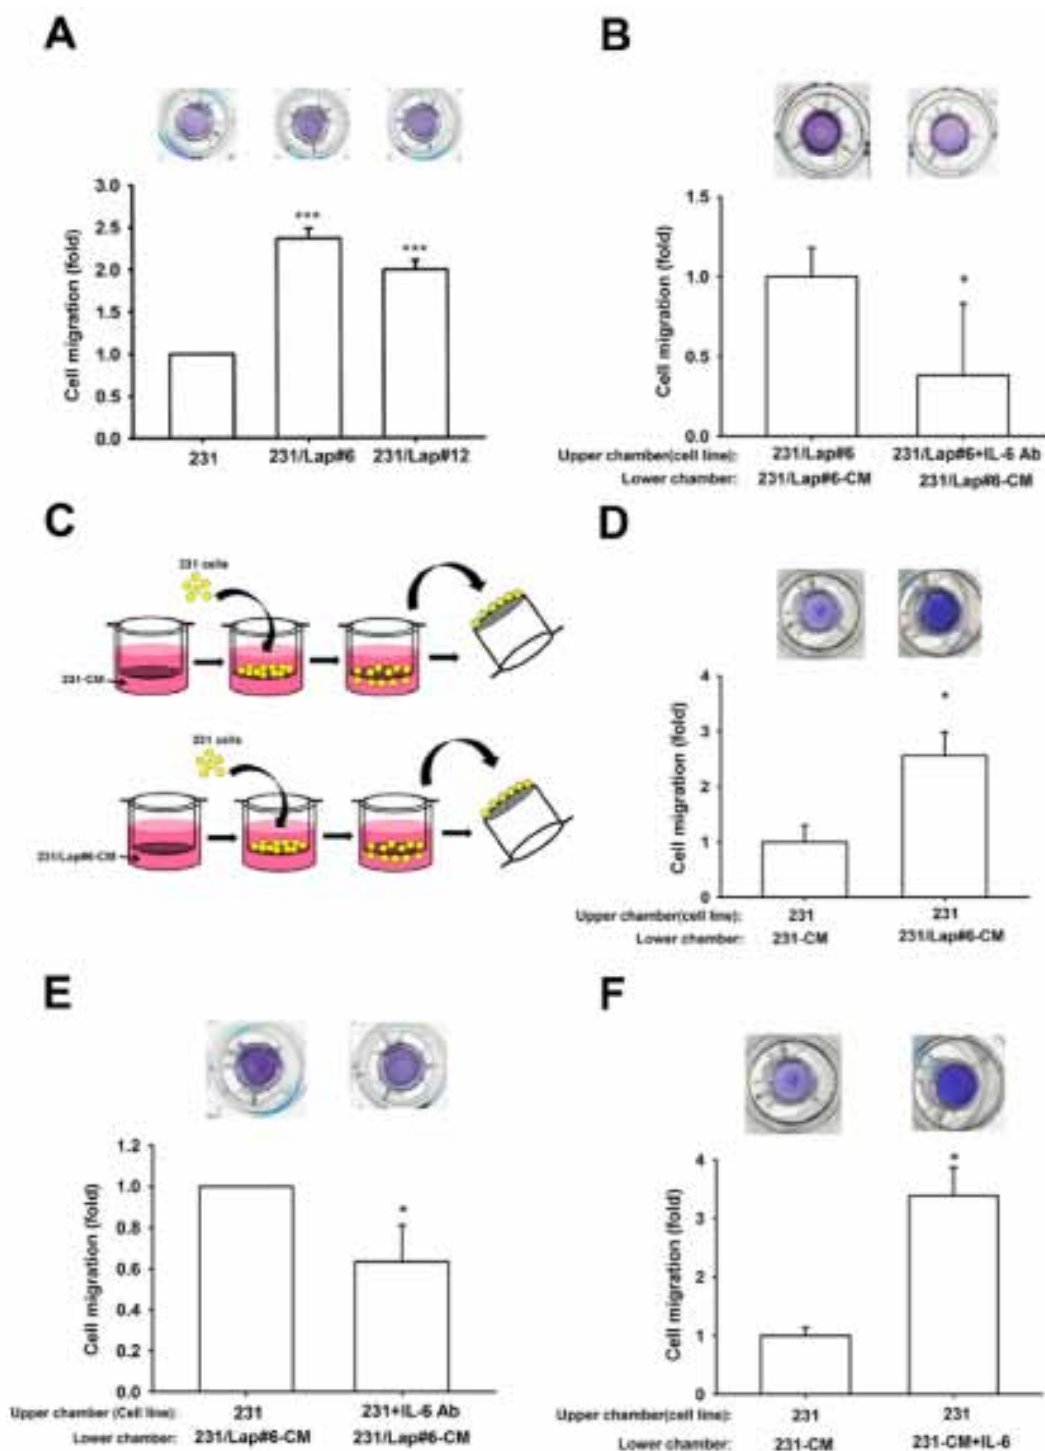 A
3.0
2.5
2.0
1.5
1.0
0.5
0.0
Cell migration (fold)
***
***
231
231/Lap#6
231/Lap#12
B
1.5
1.0
0.5
0.0
Cell migration (fold)
*
Upper chamber(cell line): 231/Lap#6 231/Lap#6+IL-6 Ab
Lower chamber: 231/Lap#6-CM 231/Lap#6-CM
C
231 cells
231-CM
231 cells
231/Lap#6-CM
D
4
3
2
1
0
Cell migration (fold)
*
Upper chamber(cell line): 231 231
Lower chamber: 231-CM 231/Lap#6-CM
E
1.2
1.0
0.8
0.6
0.4
0.2
0.0
Cell migration (fold)
*
Upper chamber (Cell line): 231 231+IL-6 Ab
Lower chamber: 231/Lap#6-CM 231/Lap#6-CM
F
4
3
2
1
0
Cell migration (fold)
*
Upper chamber(cell line): 231 231
Lower chamber: 231-CM 231-CM+IL-6